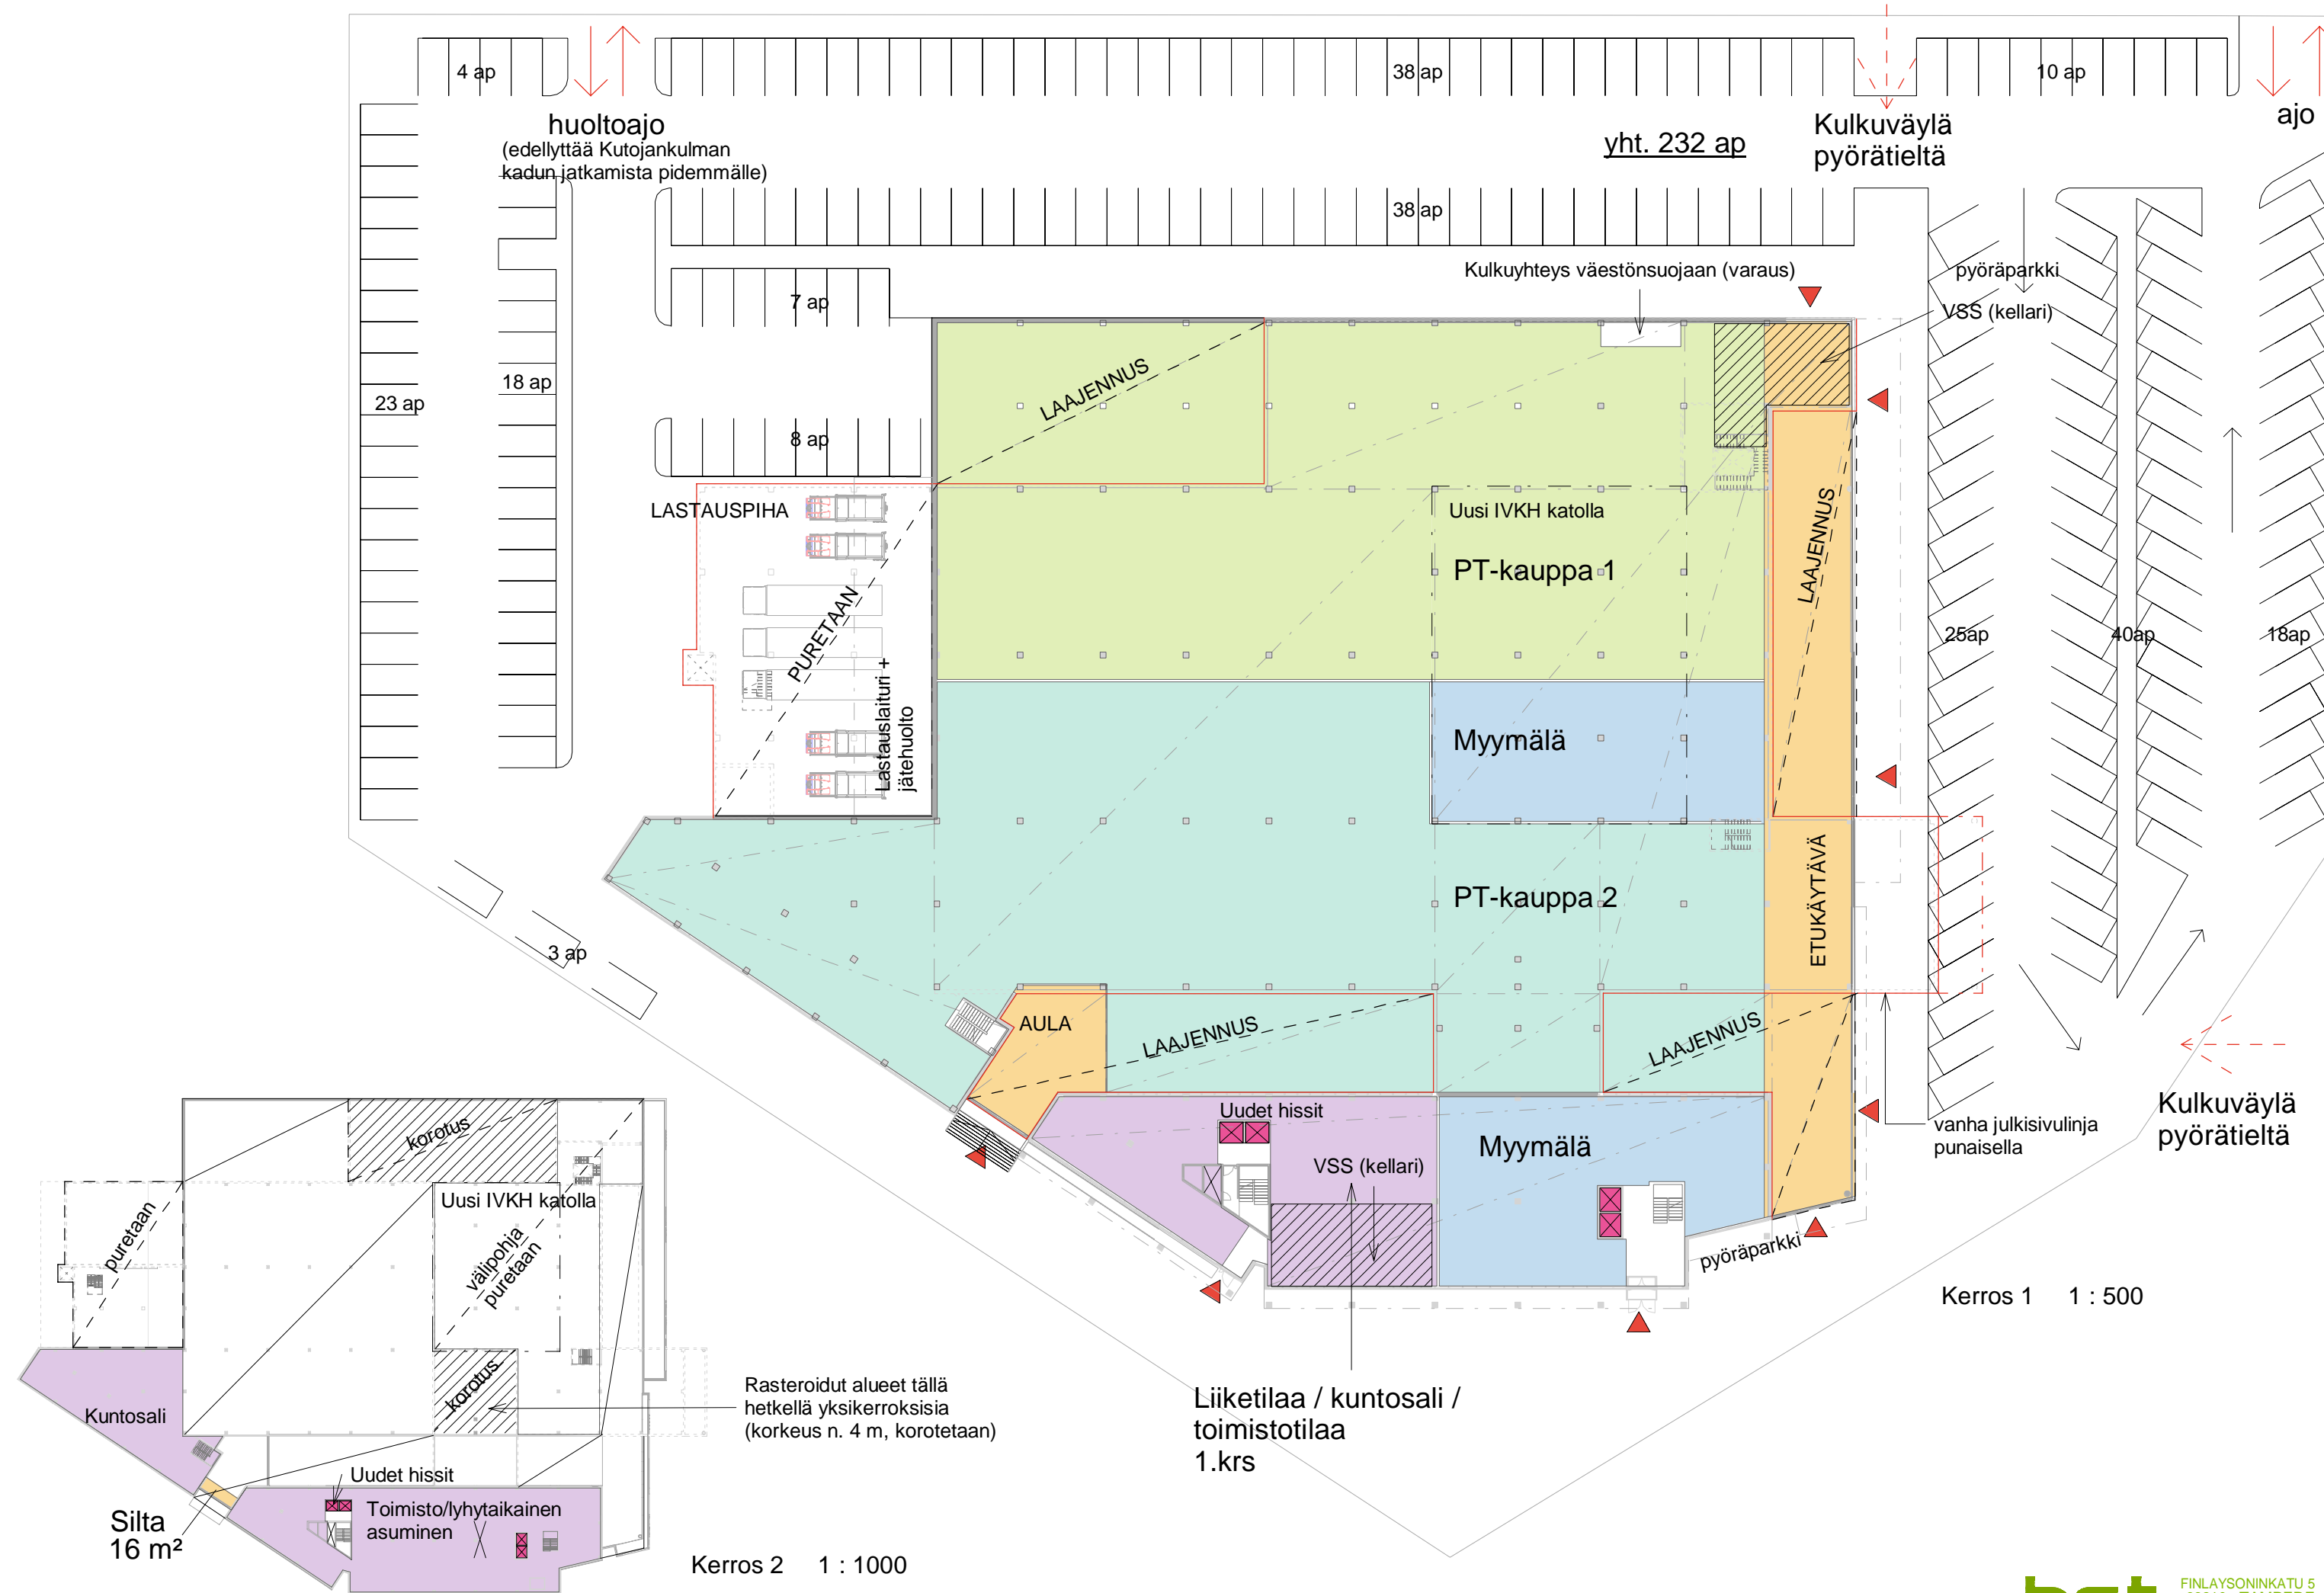 4 ap
38 ap
10 ap
huoltoajo
(edellyttää Kutojankulman
kadun jatkamista pidemmälle)
yht. 232 ap
Kulkuväylä
pyörätieltä
ajo
38 ap
Kulkuyhteys väestönsuojaan (varaus)
pyöräparkki
VSS (kellari)
7 ap
18 ap
23 ap
8 ap
LAAJENNUS
LASTAUSPIHA
Uusi IVKH katolla
PT-kauppa 1
LAAJENNUS
PURETAAN
Lastauslaituri +
jätehuolto
25ap
40ap
18ap
Myymälä
PT-kauppa 2
ETUKÄYTÄVÄ
3 ap
AULA
LAAJENNUS
LAAJENNUS
Uudet hissit
VSS (kellari)
Myymälä
vanha julkisivulinja
punaisella
Kulkuväylä
pyörätieltä
pyöräparkki
Kerros 1 1 : 500
Liiketilaa / kuntosali /
toimistotilaa
1.krs
korotus
puretaan
Uusi IVKH katolla
välipohja
puretaan
korotus
Kuntosali
Rasteroidut alueet tällä
hetkellä yksikerroksisia
(korkeus n. 4 m, korotetaan)
Uudet hissit
Toimisto/lyhytaikainen
asuminen
Silta
16 m²
Kerros 2 1 : 1000
FINLAYSONINKATU 5